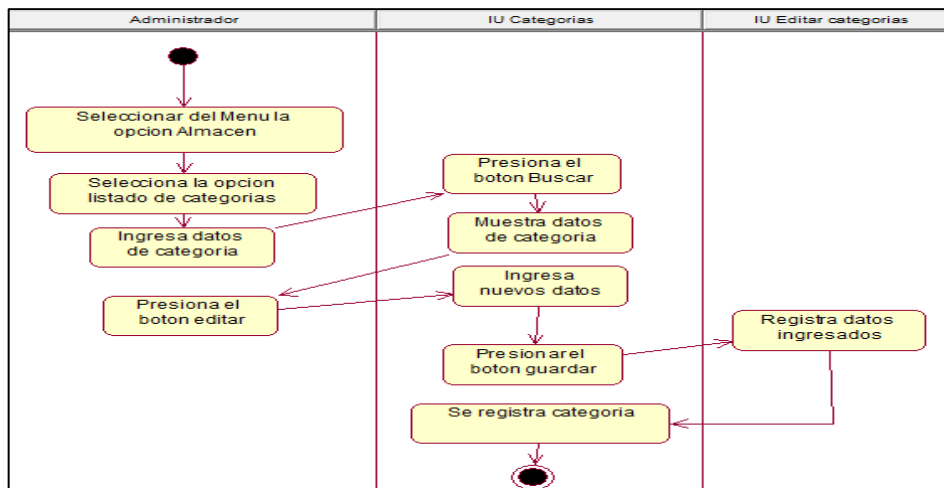 Administrador
IU Categorias
IU Editar categorias
Seleccionar del Menu la
opcion Almacen
Selecciona la opcion
listado de categorias
Ingresa datos
de categoria
Presiona el
boton Buscar
Muestra datos
de categoria
Presiona el
boton editar
Ingresa
nuevos datos
Presionar el
boton guardar
Registra datos
ingresados
Se registra categoria